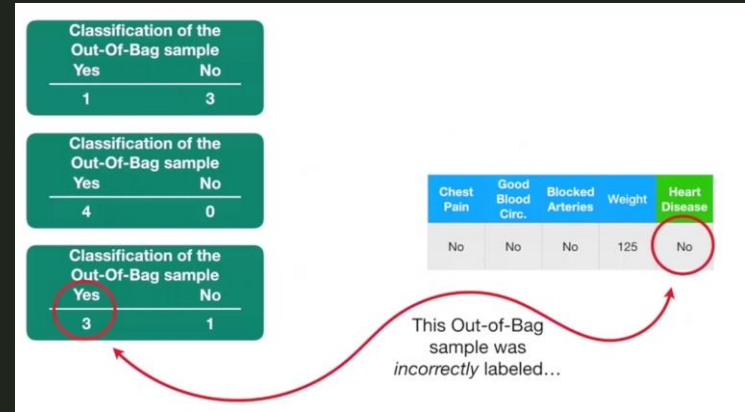 Classification of the
Out-Of-Bag sample
Yes No
1 3
Classification of the
Out-Of-Bag sample
Yes No
4 0
Classification of the
Out-Of-Bag sample
Yes No
3 1
Chest Pain Good Blood Circ. Blocked Arteries Weight Heart Disease
No No No 125 No
This Out-of-Bag
sample was
incorrectly labeled…